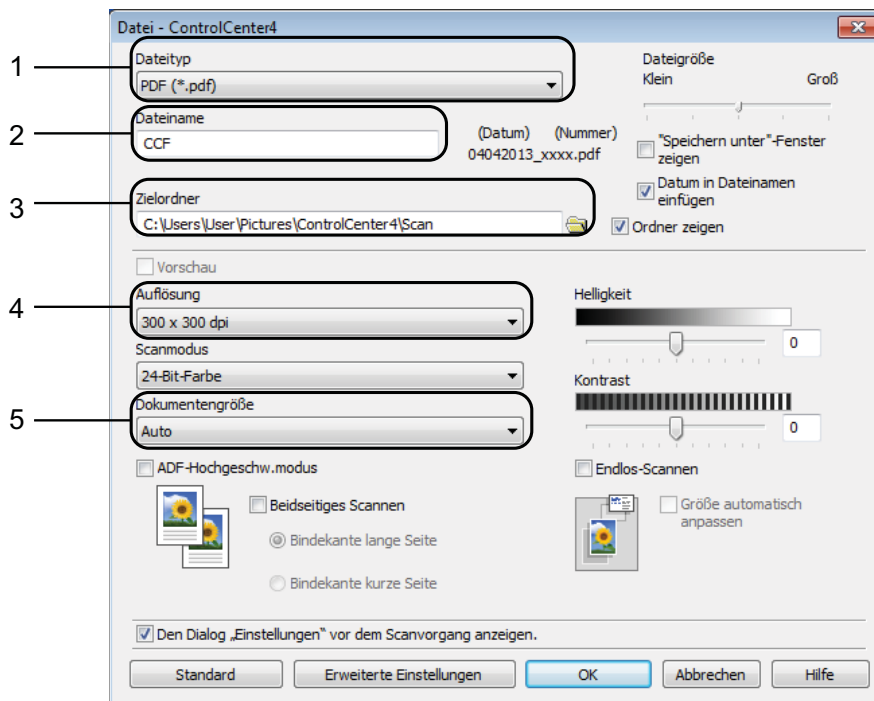 Datei - ControlCenter4
1
Dateityp
PDF (*.pdf)
Dateigröße
Klein Groß
2
Dateiname
CCF
(Datum) (Nummer)
04042013_xxxx.pdf
"Speichern unter"-Fenster
zeigen
Datum in Dateinamen
einfügen
3
Zielordner
C:\Users\User\Pictures\ControlCenter4\Scan
Ordner zeigen
Vorschau
4
Auflösung
300 x 300 dpi
Helligkeit
0
Scanmodus
24-Bit-Farbe
Kontrast
0
5
Dokumentengröße
Auto
ADF-Hochgeschw.modus
Endlos-Scannen
Beidseitiges Scannen
Bindekante lange Seite
Bindekante kurze Seite
Größe automatisch
anpassen
Den Dialog „Einstellungen“ vor dem Scanvorgang anzeigen.
Standard Erweiterte Einstellungen OK Abbrechen Hilfe